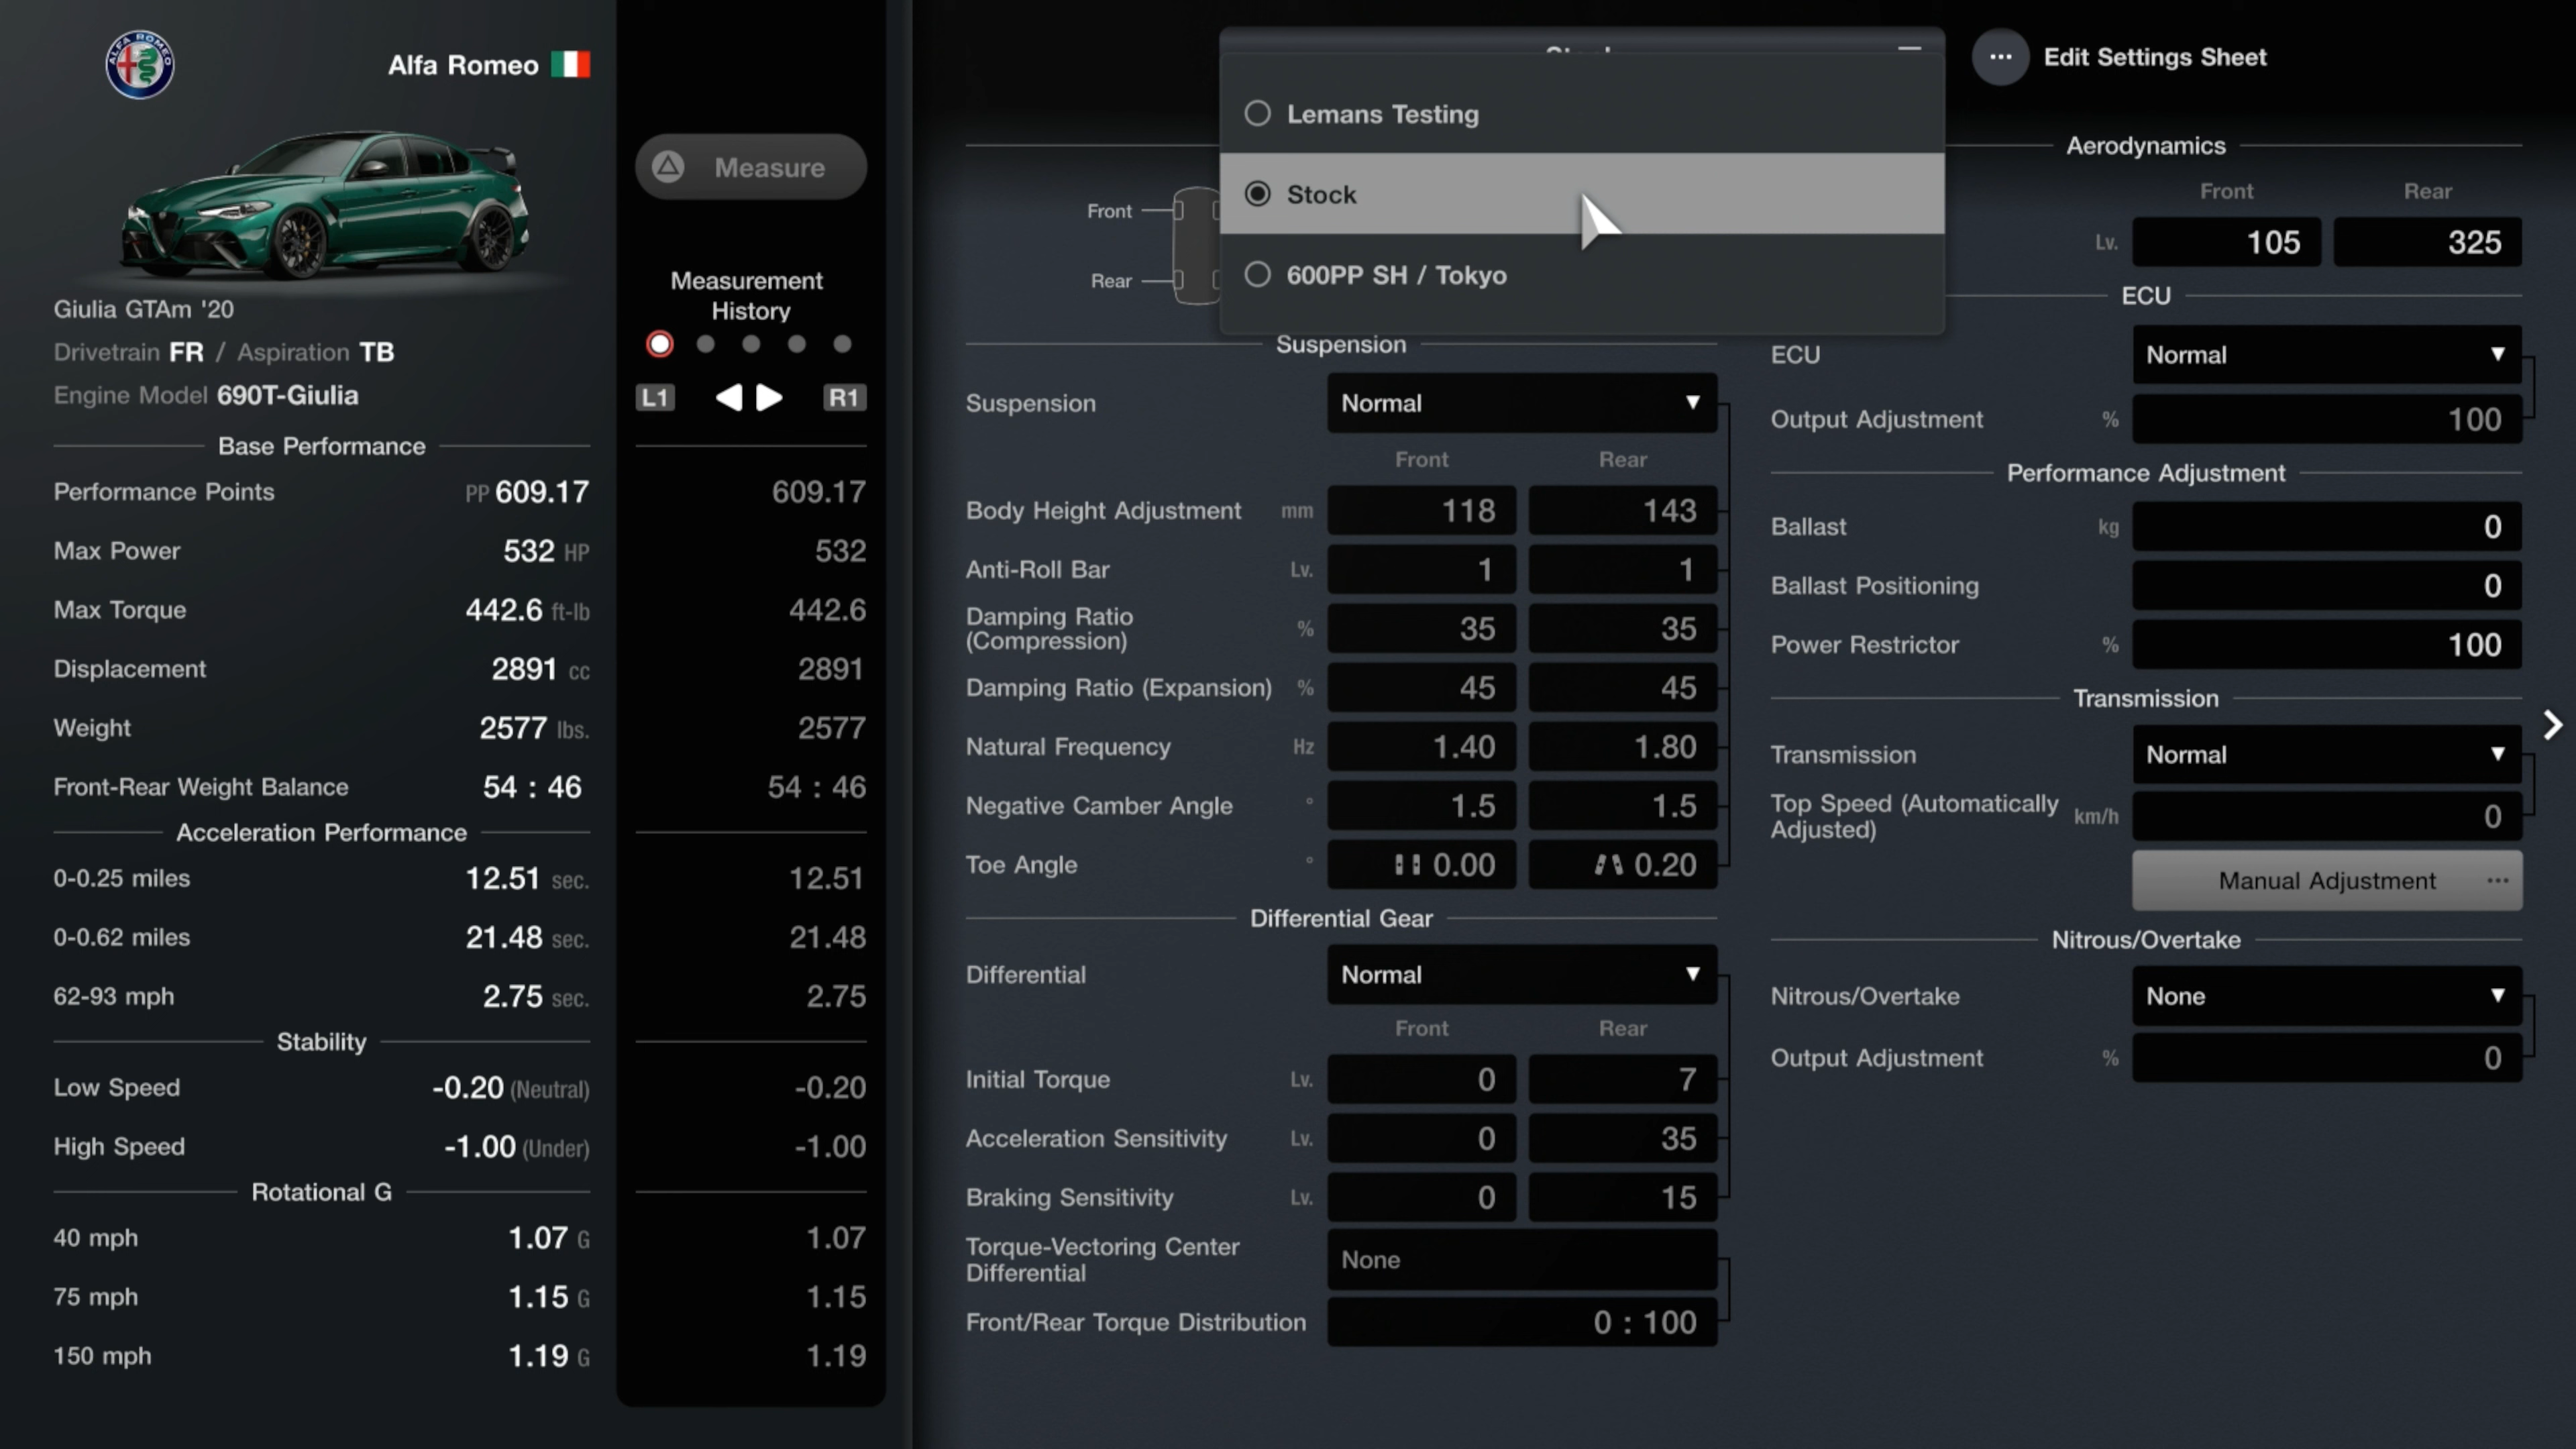 Alfa Romeo
ALFA ROMEO
Giulia GTAm '20
Drivetrain FR / Aspiration TB
Engine Model 690T-Giulia
Base Performance
Performance Points PP 609.17
Max Power 532 HP
Max Torque 442.6 ft-lb
Displacement 2891 cc
Weight 2577 lbs.
Front-Rear Weight Balance 54 : 46
Acceleration Performance
0-0.25 miles 12.51 sec.
0-0.62 miles 21.48 sec.
62-93 mph 2.75 sec.
Stability
Low Speed -0.20 (Neutral)
High Speed -1.00 (Under)
Rotational G
40 mph 1.07 G
75 mph 1.15 G
150 mph 1.19 G
Measure
Measurement
History
L1 R1
609.17
532
442.6
2891
2577
54 : 46
12.51
21.48
2.75
-0.20
-1.00
1.07
1.15
1.19
Lemans Testing
Stock
600PP SH / Tokyo
Edit Settings Sheet
Front
Rear
Suspension
Suspension Normal
Front Rear
Body Height Adjustment mm 118 143
Anti-Roll Bar Lv. 1 1
Damping Ratio
(Compression) % 35 35
Damping Ratio (Expansion) % 45 45
Natural Frequency Hz 1.40 1.80
Negative Camber Angle ° 1.5 1.5
Toe Angle ° 0.00 0.20
Differential Gear
Differential Normal
Front Rear
Initial Torque Lv. 0 7
Acceleration Sensitivity Lv. 0 35
Braking Sensitivity Lv. 0 15
Torque-Vectoring Center
Differential None
Front/Rear Torque Distribution 0 : 100
Aerodynamics
Front Rear
Lv. 105 325
ECU
ECU Normal
Output Adjustment % 100
Performance Adjustment
Ballast kg 0
Ballast Positioning 0
Power Restrictor % 100
Transmission
Transmission Normal
Top Speed (Automatically
Adjusted) km/h 0
Manual Adjustment
Nitrous/Overtake
Nitrous/Overtake None
Output Adjustment % 0